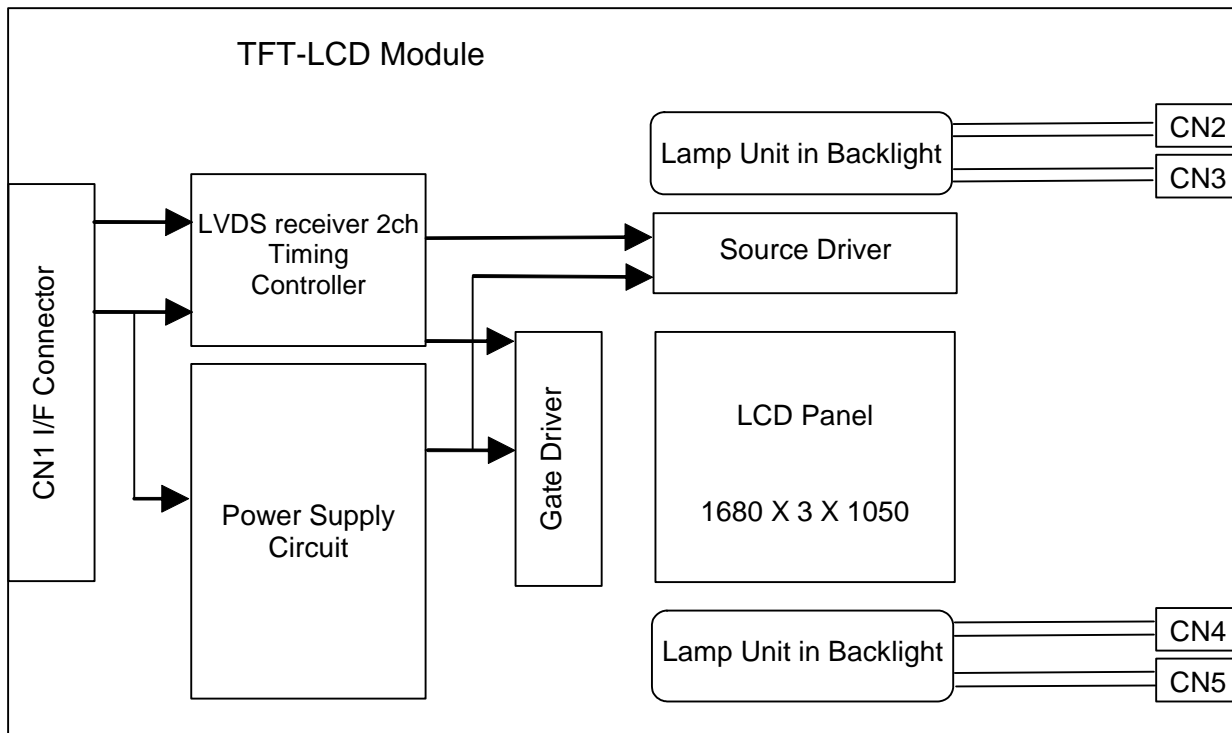 TFT-LCD Module
CN1 I/F Connector
LVDS receiver 2ch
Timing
Controller
Power Supply
Circuit
Gate Driver
Lamp Unit in Backlight
CN2
CN3
Source Driver
LCD Panel
1680 X 3 X 1050
Lamp Unit in Backlight
CN4
CN5